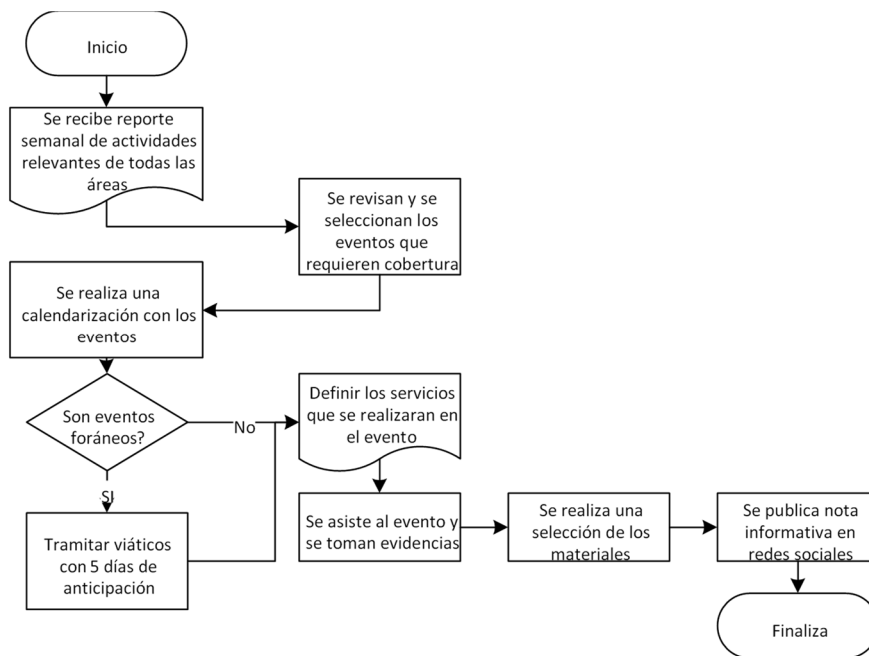 Inicio
Se recibe reporte
semanal de actividades
relevantes de todas las
áreas
Se revisan y se
seleccionan los
eventos que
requieren cobertura
Se realiza una
calendarización con los
eventos
Son eventos
foráneos?
No
SI
Tramitar viáticos
con 5 días de
anticipación
Definir los servicios
que se realizaran en
el evento
Se asiste al evento y
se toman evidencias
Se realiza una
selección de los
materiales
Se publica nota
informativa en
redes sociales
Finaliza